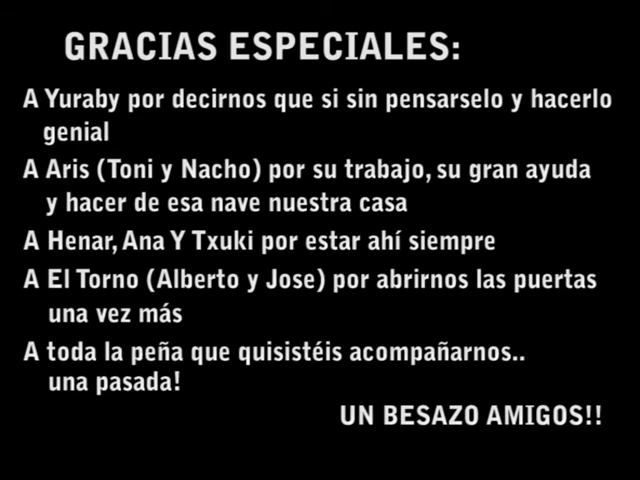 GRACIAS ESPECIALES:
A Yuraby por decirnos que si sin pensarselo y hacerlo
genial
A Aris (Toni y Nacho) por su trabajo, su gran ayuda
y hacer de esa nave nuestra casa
A Henar, Ana Y Txuki por estar ahí siempre
A El Torno (Alberto y Jose) por abrirnos las puertas
una vez más
A toda la peña que quisistéis acompañarnos..
una pasada!
UN BESAZO AMIGOS!!